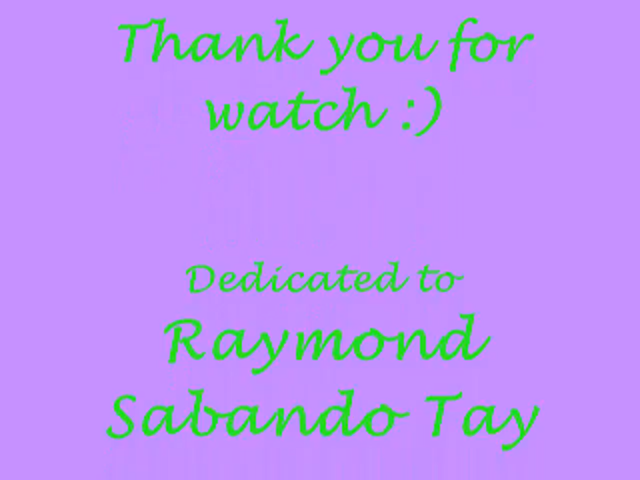 Thank you for
watch :)
Dedicated to
Raymond
Sabando Tay